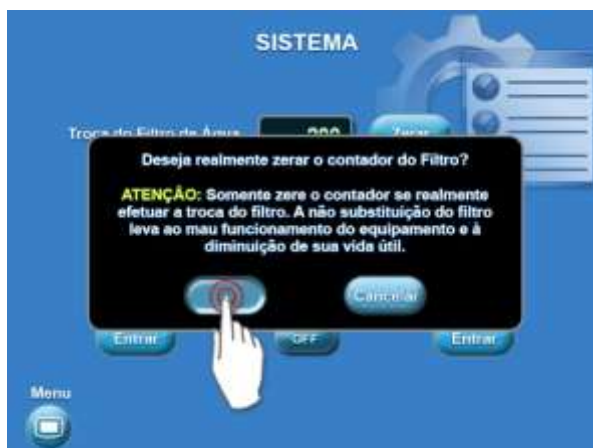 SISTEMA
Troca do Filtro de Água 200 Zerar
Deseja realmente zerar o contador do Filtro?
ATENÇÃO: Somente zere o contador se realmente
efetuar a troca do filtro. A não substituição do filtro
leva ao mau funcionamento do equipamento e à
diminuição de sua vida útil.
Cancelar
Entrar OFF Entrar
Menu